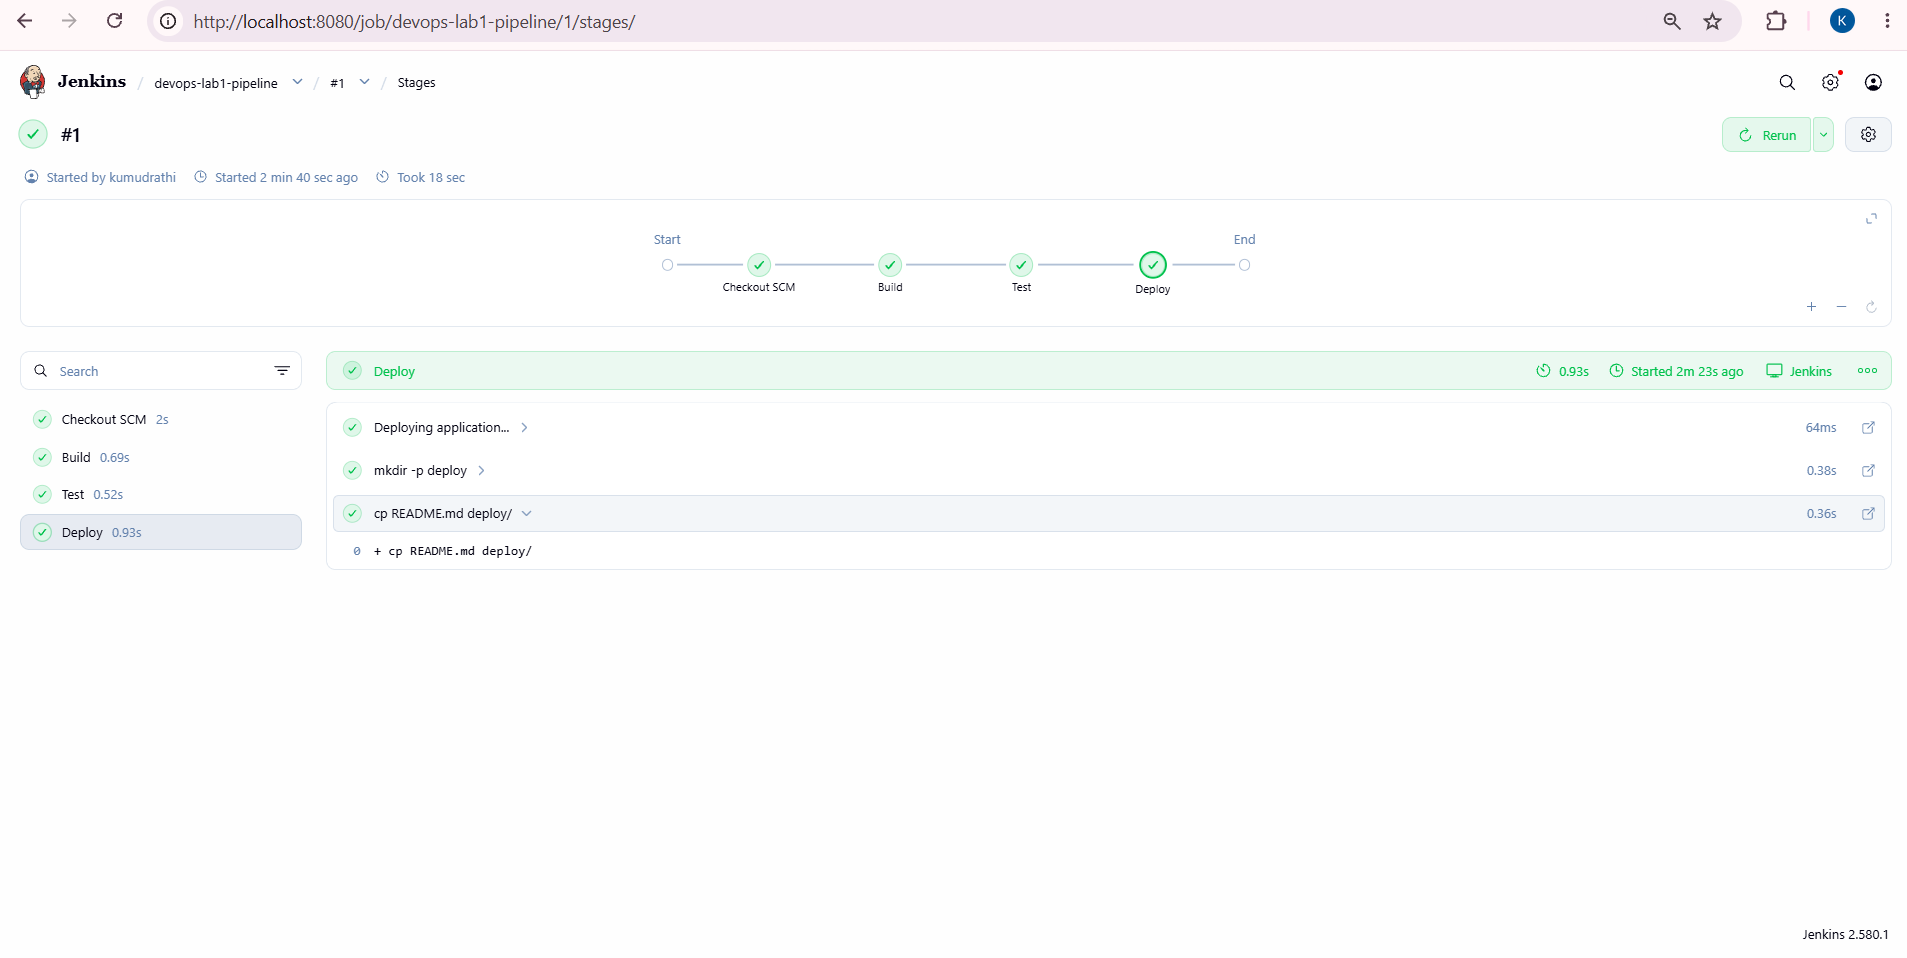 http://localhost:8080/job/devops-lab1-pipeline/1/stages/
K
Jenkins / devops-lab1-pipeline / #1 / Stages
#1
Rerun
Started by kumudrathi Started 2 min 40 sec ago Took 18 sec
Start End
Checkout SCM Build Test Deploy
Search
Deploy 0.93s Started 2m 23s ago Jenkins
Checkout SCM 2s
Build 0.69s
Test 0.52s
Deploy 0.93s
Deploying application... 64ms
mkdir -p deploy 0.38s
cp README.md deploy/ 0.36s
0 + cp README.md deploy/
Jenkins 2.580.1